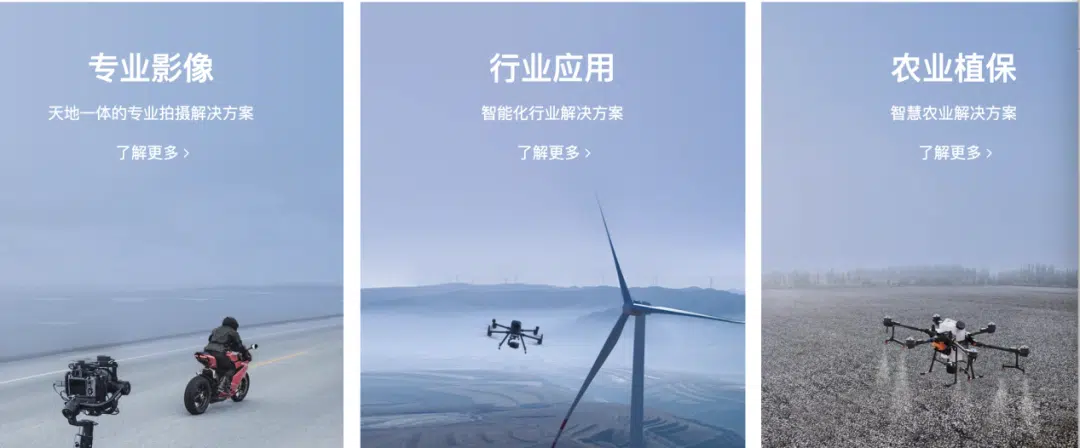 专业影像
天地一体的专业拍摄解决方案
了解更多 >
行业应用
智能化行业解决方案
了解更多 >
农业植保
智慧农业解决方案
了解更多 >